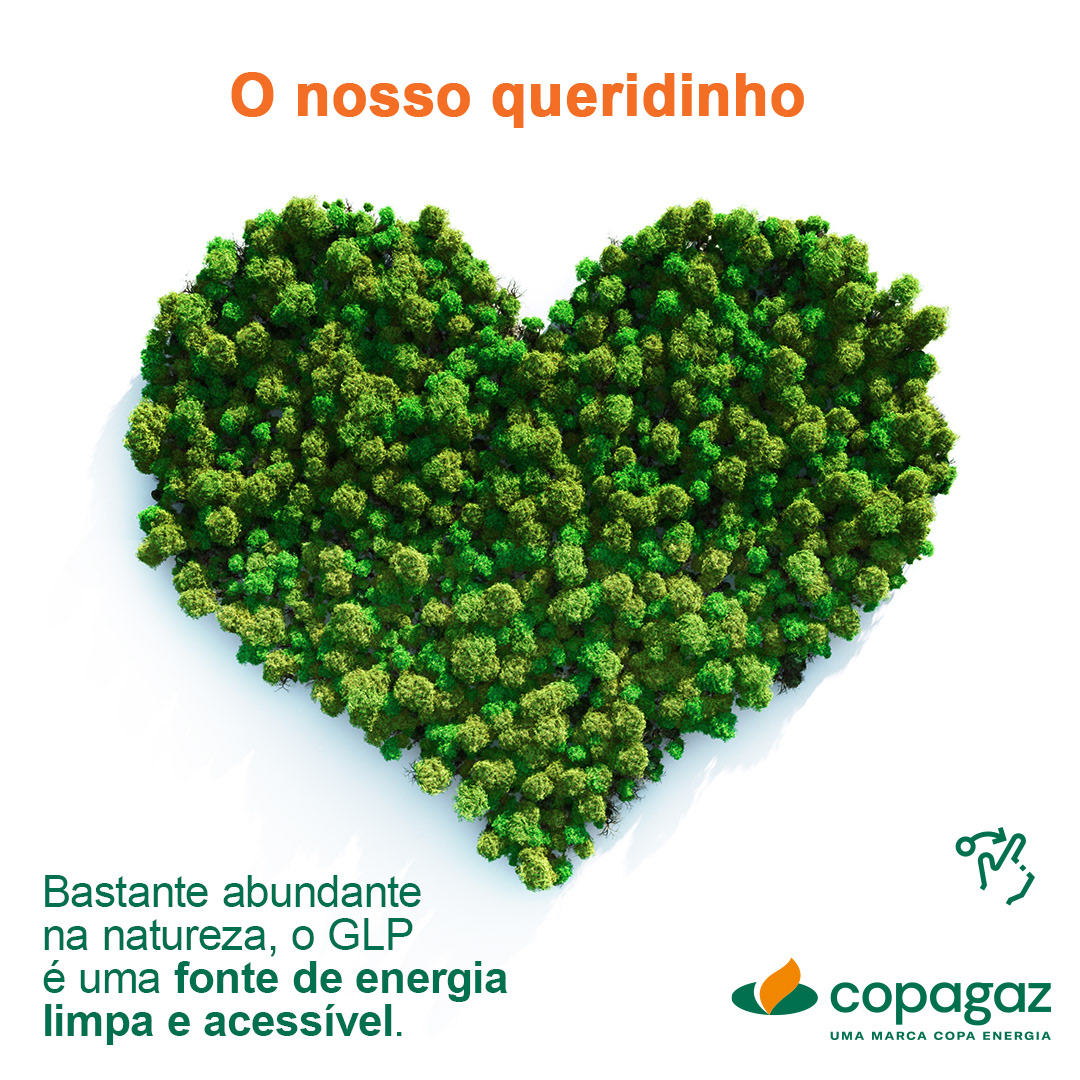 O nosso queridinho
Bastante abundante
na natureza, o GLP
é uma fonte de energia
limpa e acessível.
copagaz
UMA MARCA COPA ENERGIA